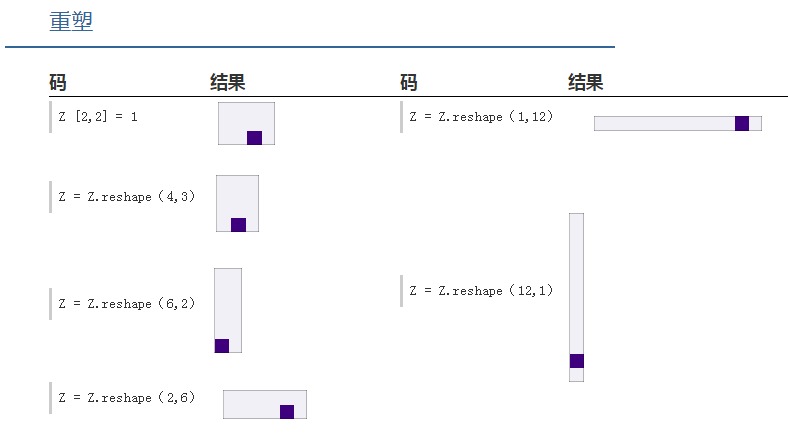 重塑
码 结果 码 结果
Z [2,2] = 1
Z = Z.reshape（1,12）
Z = Z.reshape（4,3）
Z = Z.reshape（6,2）
Z = Z.reshape（12,1）
Z = Z.reshape（2,6）